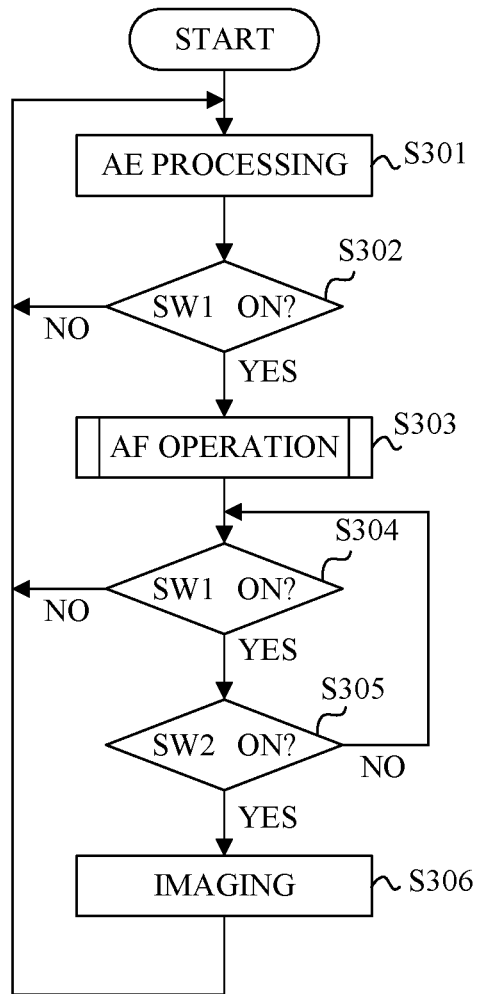 START
AE PROCESSING
S301
S302
SW1 ON?
NO
YES
AF OPERATION
S303
S304
SW1 ON?
NO
YES
S305
SW2 ON?
NO
YES
IMAGING
S306